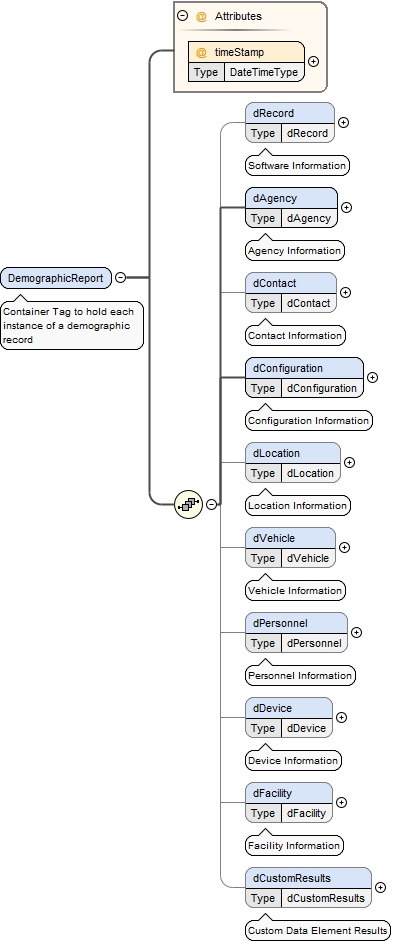 @ Attributes
@ timeStamp
Type DateTimeType
dRecord
Type dRecord
Software Information
dAgency
Type dAgency
Agency Information
DemographicReport
Container Tag to hold each
instance of a demographic
record
dContact
Type dContact
Contact Information
dConfiguration
Type dConfiguration
Configuration Information
dLocation
Type dLocation
Location Information
dVehicle
Type dVehicle
Vehicle Information
dPersonnel
Type dPersonnel
Personnel Information
dDevice
Type dDevice
Device Information
dFacility
Type dFacility
Facility Information
dCustomResults
Type dCustomResults
Custom Data Element Results